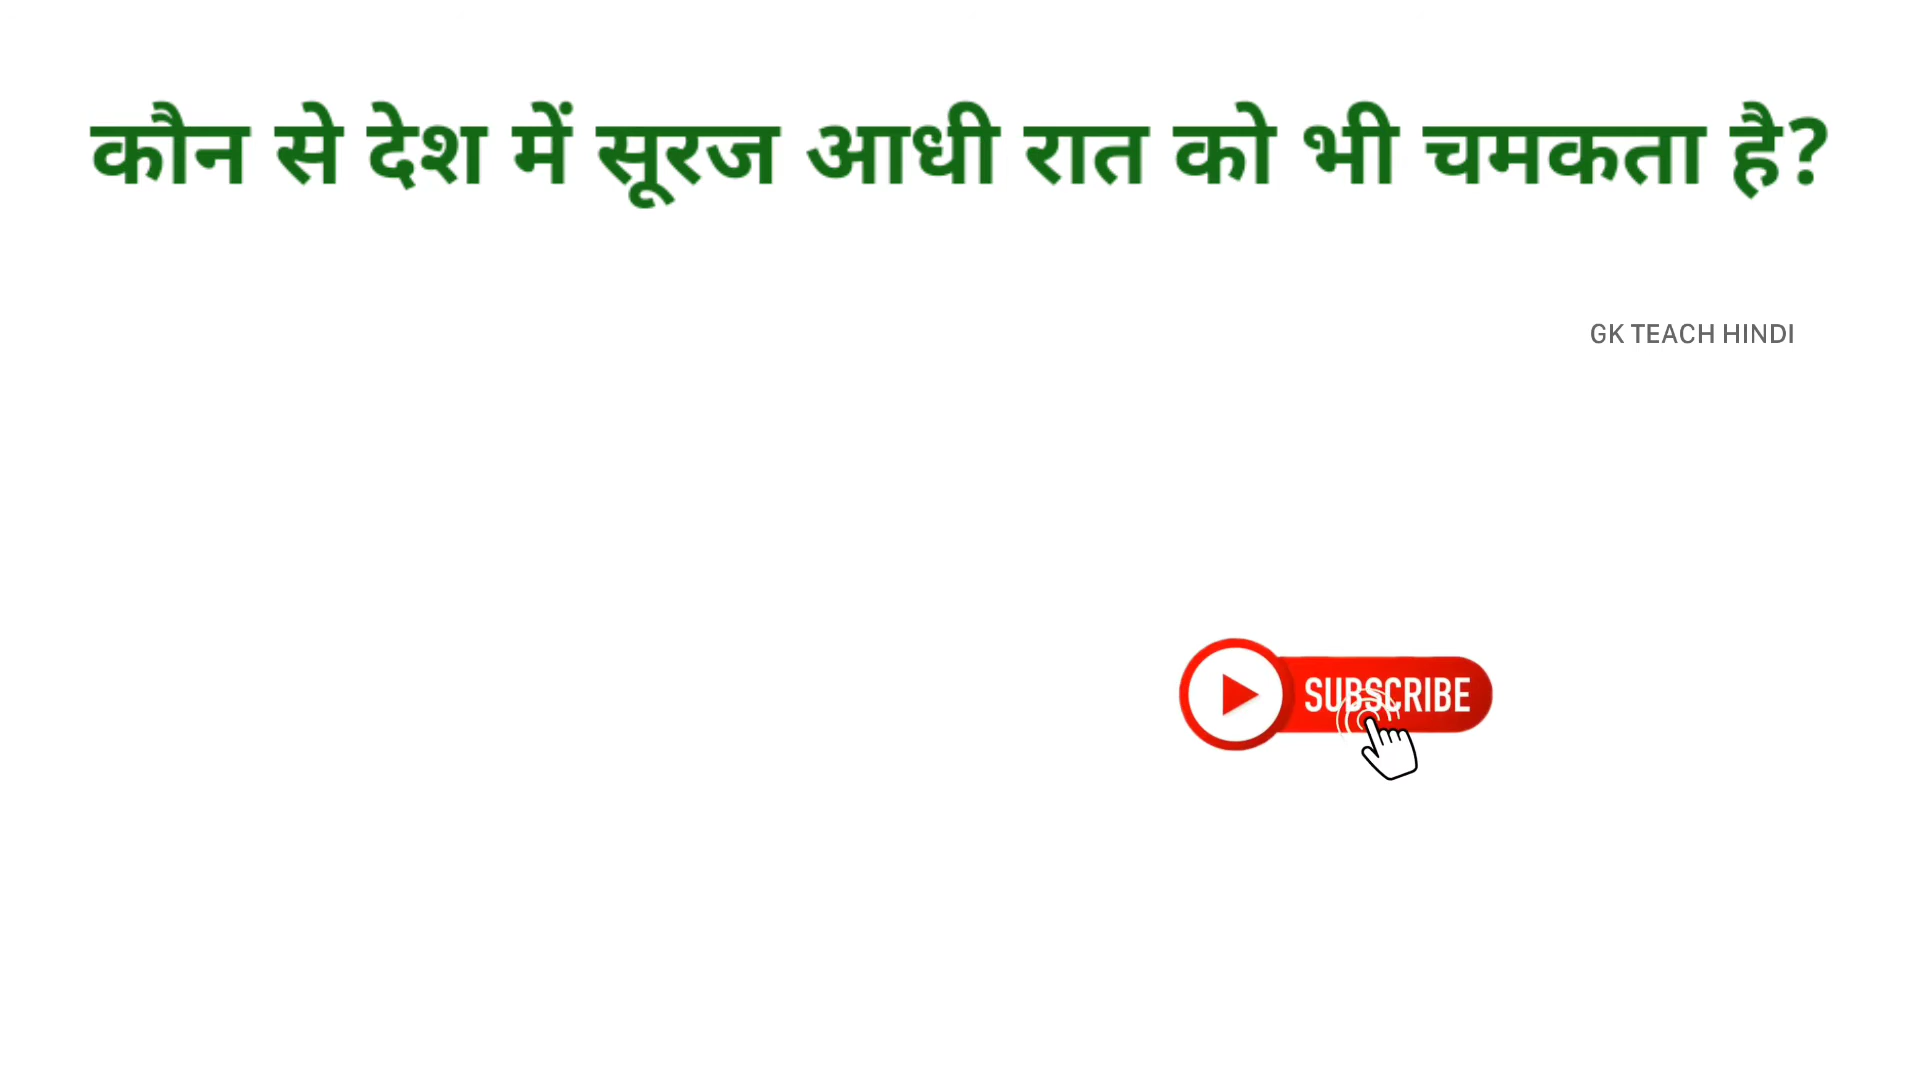 कौन से देश में सूरज आधी रात को भी चमकता है?
GK TEACH HINDI
SUBSCRIBE